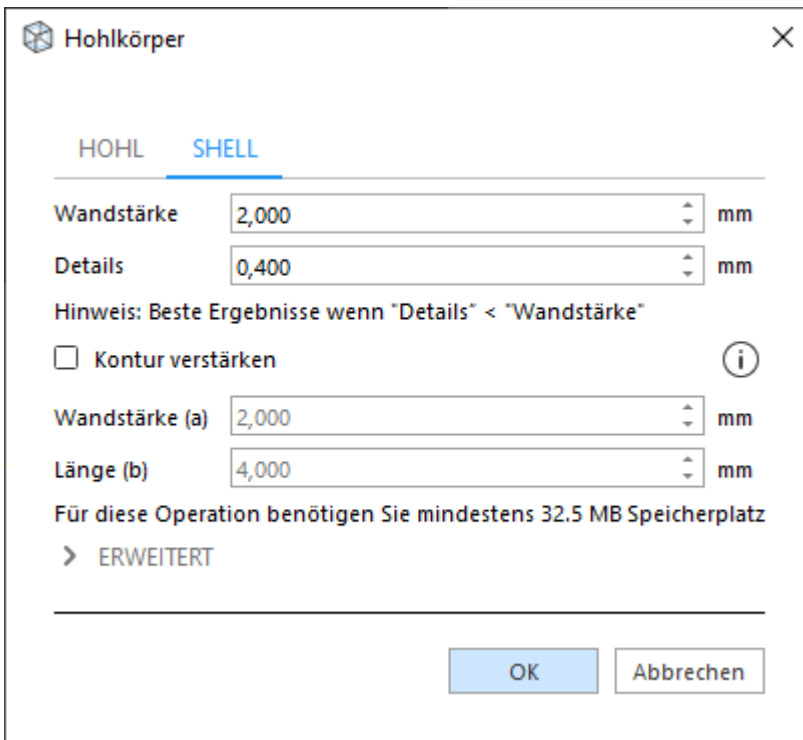 Hohlkörper
HOHL SHELL
Wandstärke 2,000 mm
Details 0,400 mm
Hinweis: Beste Ergebnisse wenn "Details" < "Wandstärke"
Kontur verstärken
Wandstärke (a) 2,000 mm
Länge (b) 4,000 mm
Für diese Operation benötigen Sie mindestens 32.5 MB Speicherplatz
ERWEITERT
OK Abbrechen